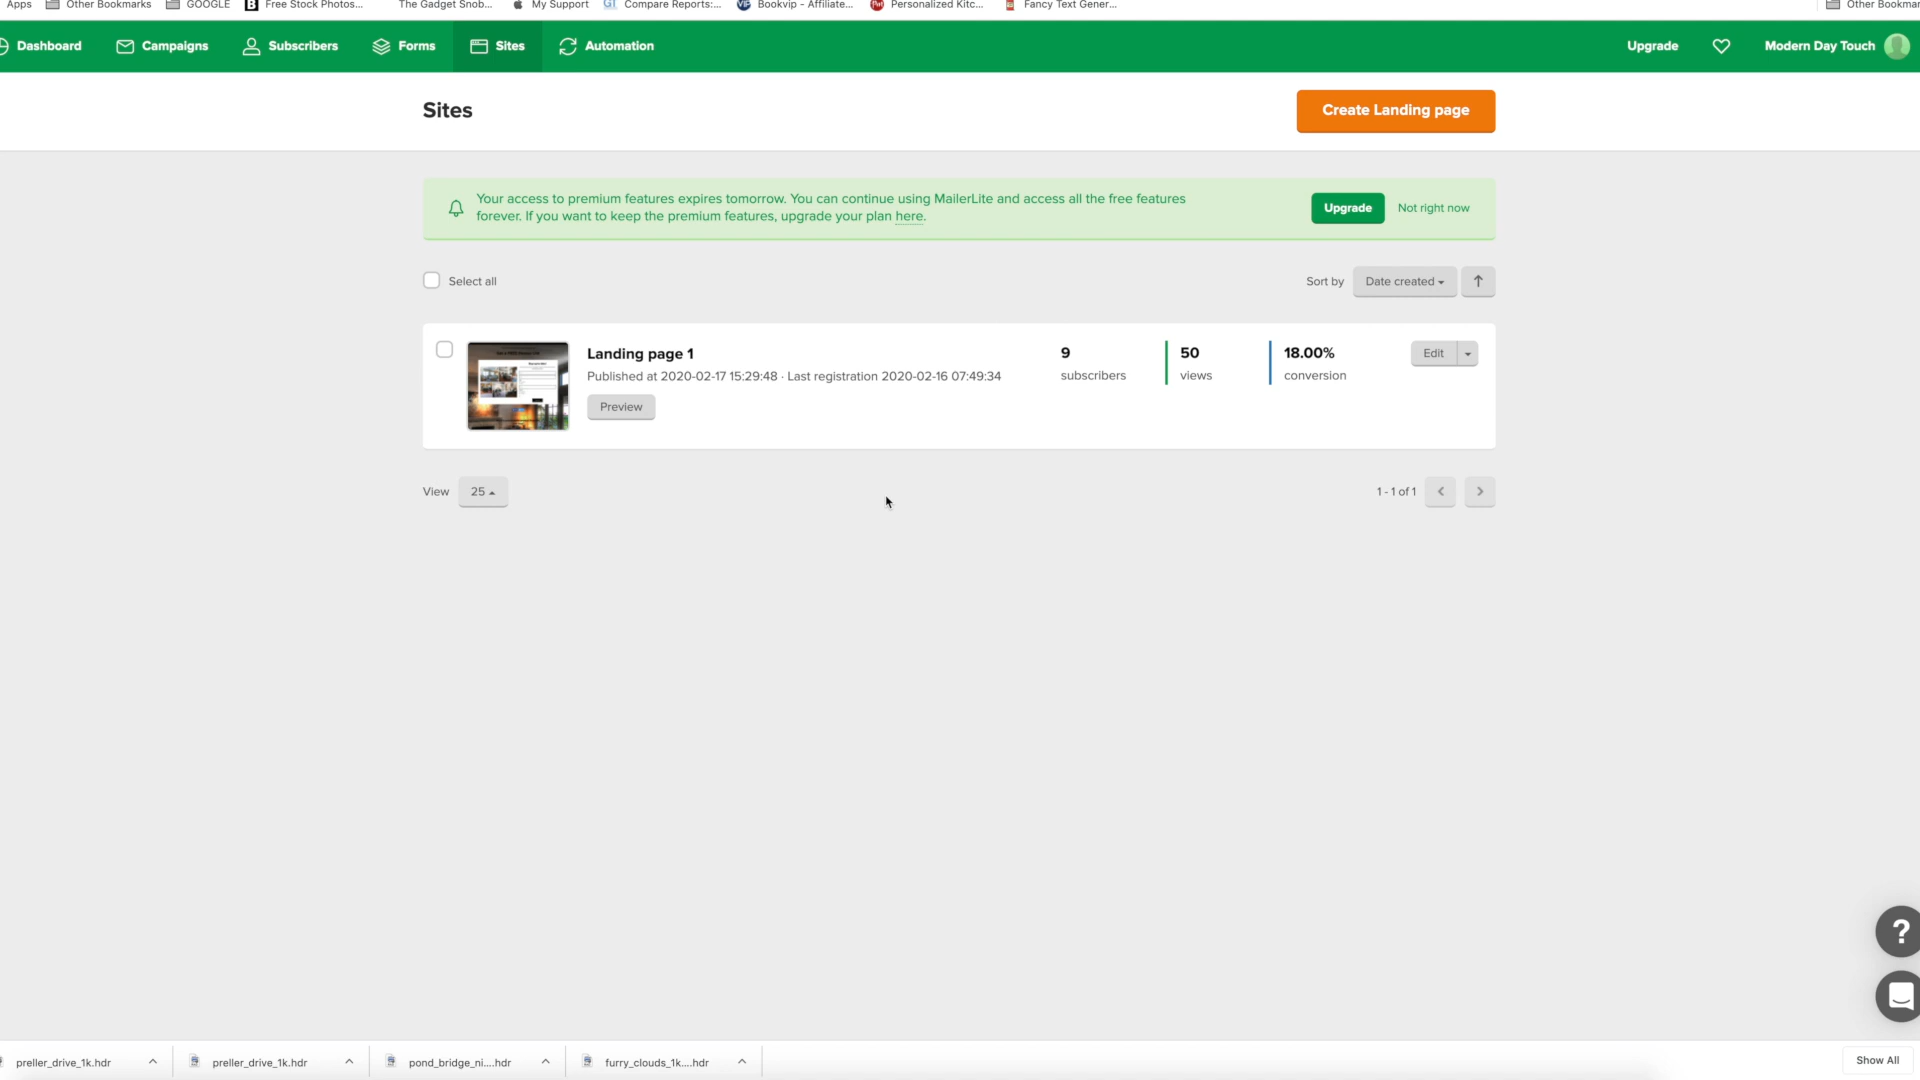 Apps Other Bookmarks GOOGLE Free Stock Photos... The Gadget Snob... My Support Compare Reports:... Bookvip - Affiliate... Personalized Kitc... Fancy Text Gener... Other Bookmar
Dashboard Campaigns Subscribers Forms Sites Automation Upgrade Modern Day Touch
Sites Create Landing page
Your access to premium features expires tomorrow. You can continue using MailerLite and access all the free features
forever. If you want to keep the premium features, upgrade your plan here.
Upgrade Not right now
Select all Sort by Date created
Landing page 1
Published at 2020-02-17 15:29:48 · Last registration 2020-02-16 07:49:34
Preview
9
subscribers
50
views
18.00%
conversion
Edit
View 25 1 - 1 of 1
?
preller_drive_1k.hdr preller_drive_1k.hdr pond_bridge_ni....hdr furry_clouds_1k....hdr Show All